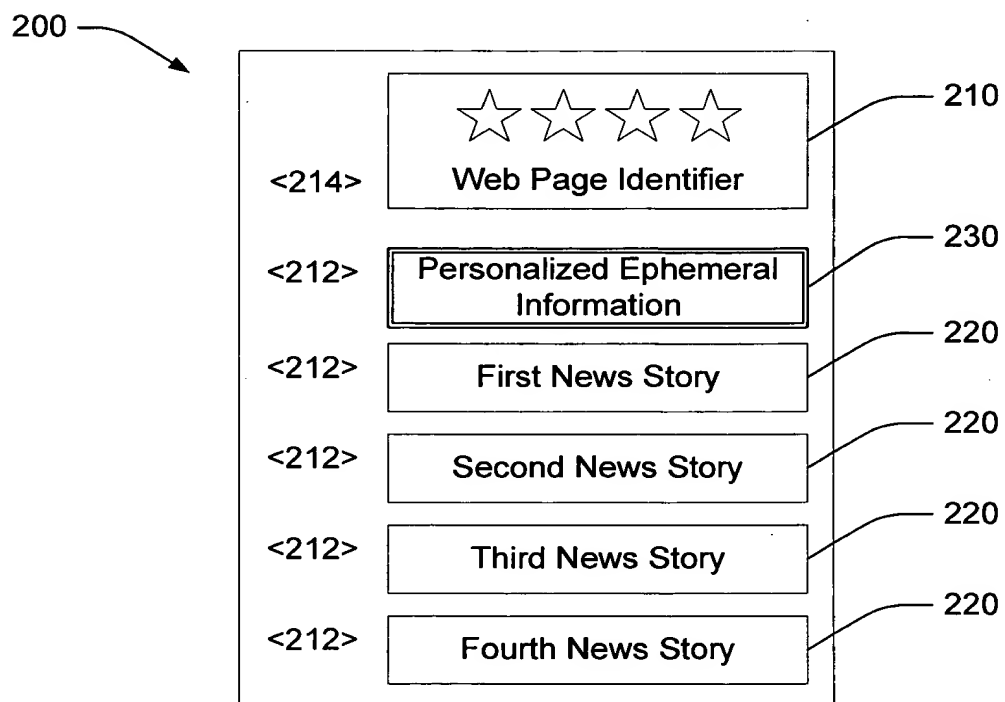 200
210
<214> Web Page Identifier
230
<212> Personalized Ephemeral
Information
220
<212> First News Story
220
<212> Second News Story
220
<212> Third News Story
220
<212> Fourth News Story